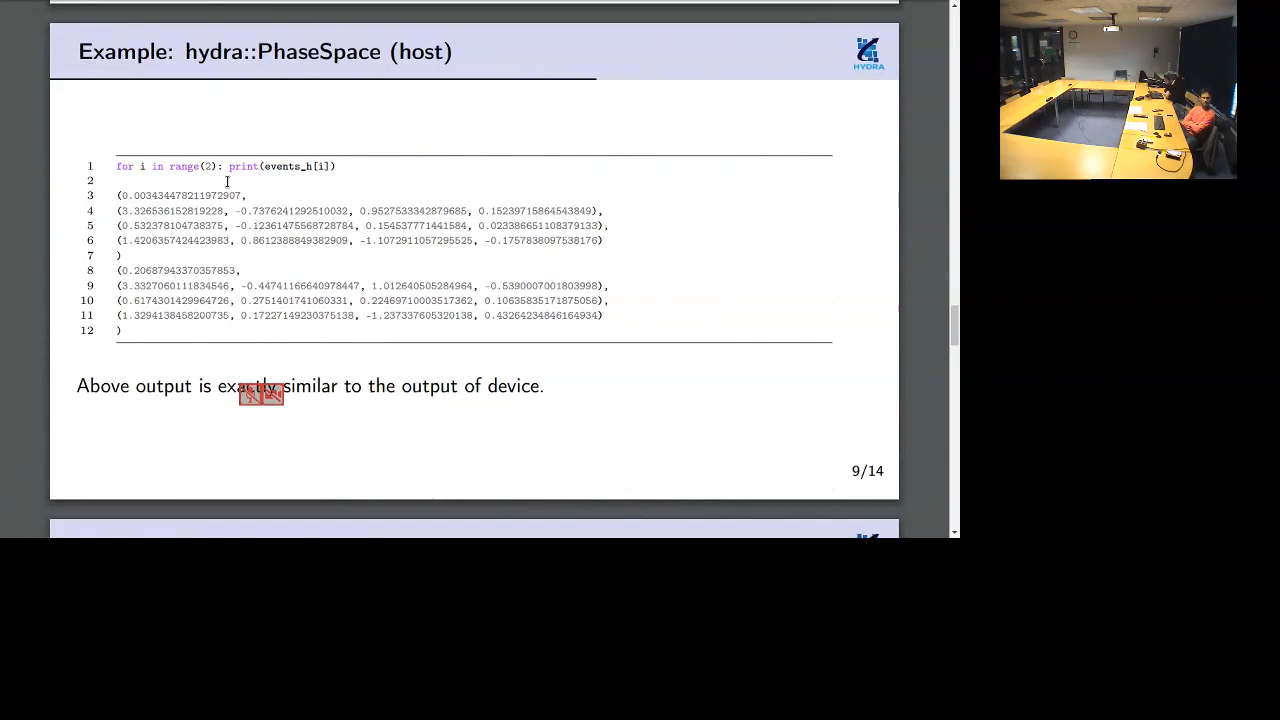 Example: hydra::PhaseSpace (host)
HYDRA
1 for i in range(2): print(events_h[i])
2
3 (0.003434478211972907,
4 (3.326536152819228, -0.7376241292510032, 0.9527533342879685, 0.15239715864543849),
5 (0.532378104738375, -0.12361475568728784, 0.154537771441584, 0.023386651108379133),
6 (1.4206357424423983, 0.8612388849382909, -1.1072911057295525, -0.1757838097538176)
7 )
8 (0.20687943370357853,
9 (3.3327060111834546, -0.44741166640978447, 1.012640505284964, -0.5390007001803998),
10 (0.6174301429964726, 0.2751401741060331, 0.22469710003517362, 0.10635835171875056),
11 (1.3294138458200735, 0.17227149230375138, -1.237337605320138, 0.43264234846164934)
12 )
Above output is exactly similar to the output of device.
9/14